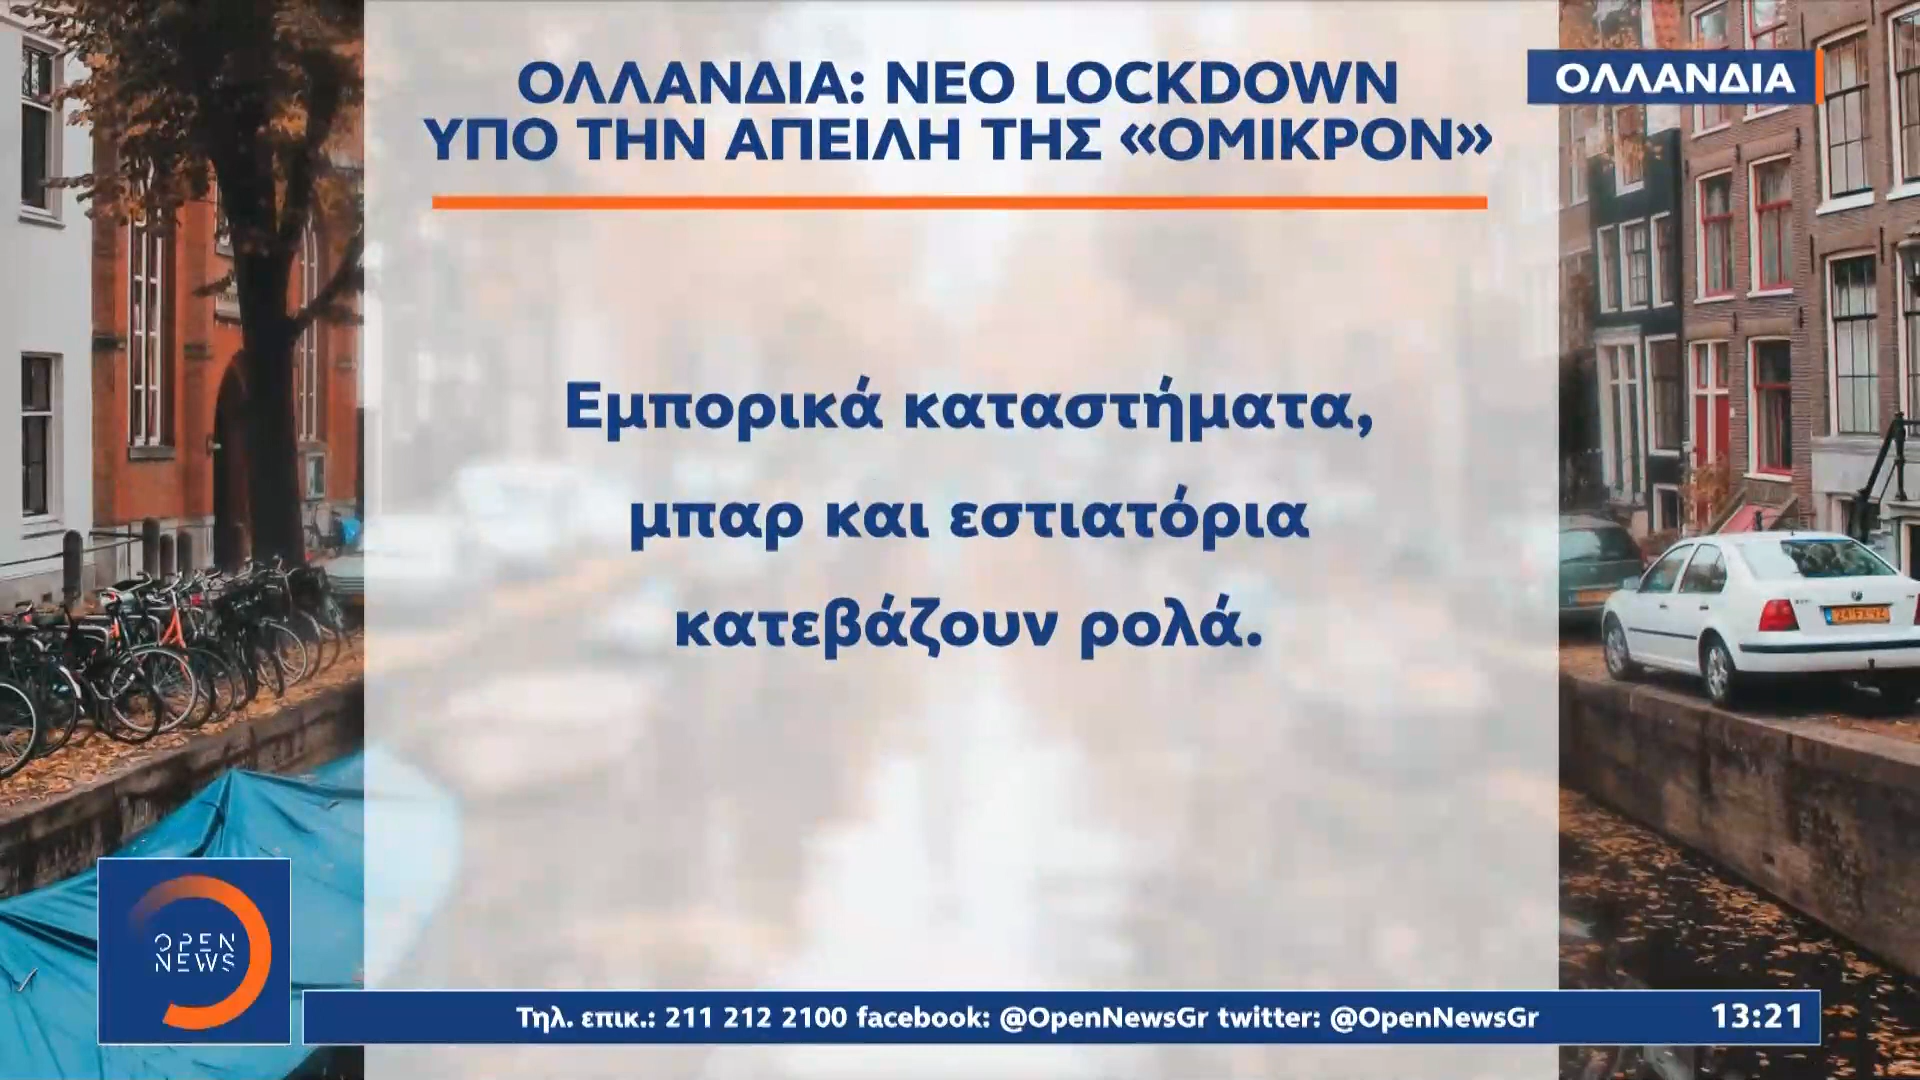 ΟΛΛΑΝΔΙΑ: ΝΕΟ LOCKDOWN
ΥΠΟ ΤΗΝ ΑΠΕΙΛΗ ΤΗΣ «ΟΜΙΚΡΟΝ»
ΟΛΛΑΝΔΙΑ
Εμπορικά καταστήματα,
μπαρ και εστιατόρια
κατεβάζουν ρολά.
OPEN
NEWS
Τηλ. επικ.: 211 212 2100 facebook: @OpenNewsGr twitter: @OpenNewsGr
13:21